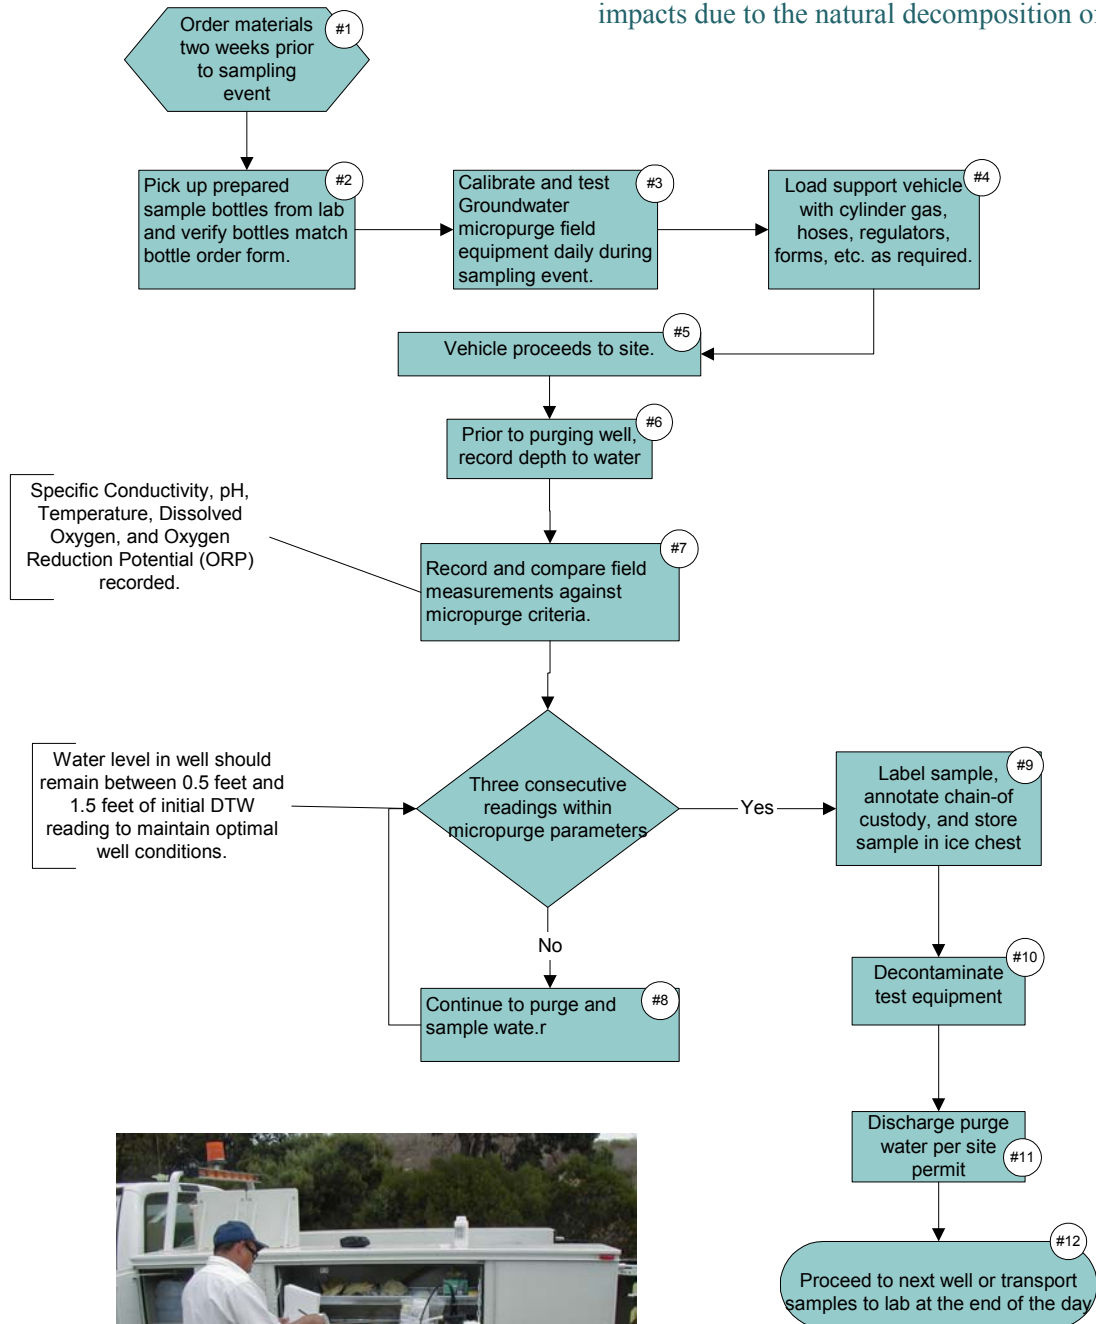 impacts due to the natural decomposition of
Order materials
two weeks prior
to sampling
event
#1
Pick up prepared
sample bottles from lab
and verify bottles match
bottle order form.
#2
Calibrate and test
Groundwater
micropurge field
equipment daily during
sampling event.
#3
Load support vehicle
with cylinder gas,
hoses, regulators,
forms, etc. as required.
#4
Vehicle proceeds to site.
#5
Prior to purging well,
record depth to water
#6
Specific Conductivity, pH,
Temperature, Dissolved
Oxygen, and Oxygen
Reduction Potential (ORP)
recorded.
Record and compare field
measurements against
micropurge criteria.
#7
Water level in well should
remain between 0.5 feet and
1.5 feet of initial DTW
reading to maintain optimal
well conditions.
Three consecutive
readings within
micropurge parameters
Yes
No
Continue to purge and
sample wate.r
#8
Label sample,
annotate chain-of
custody, and store
sample in ice chest
#9
Decontaminate
test equipment
#10
Discharge purge
water per site
permit
#11
Proceed to next well or transport
samples to lab at the end of the day
#12